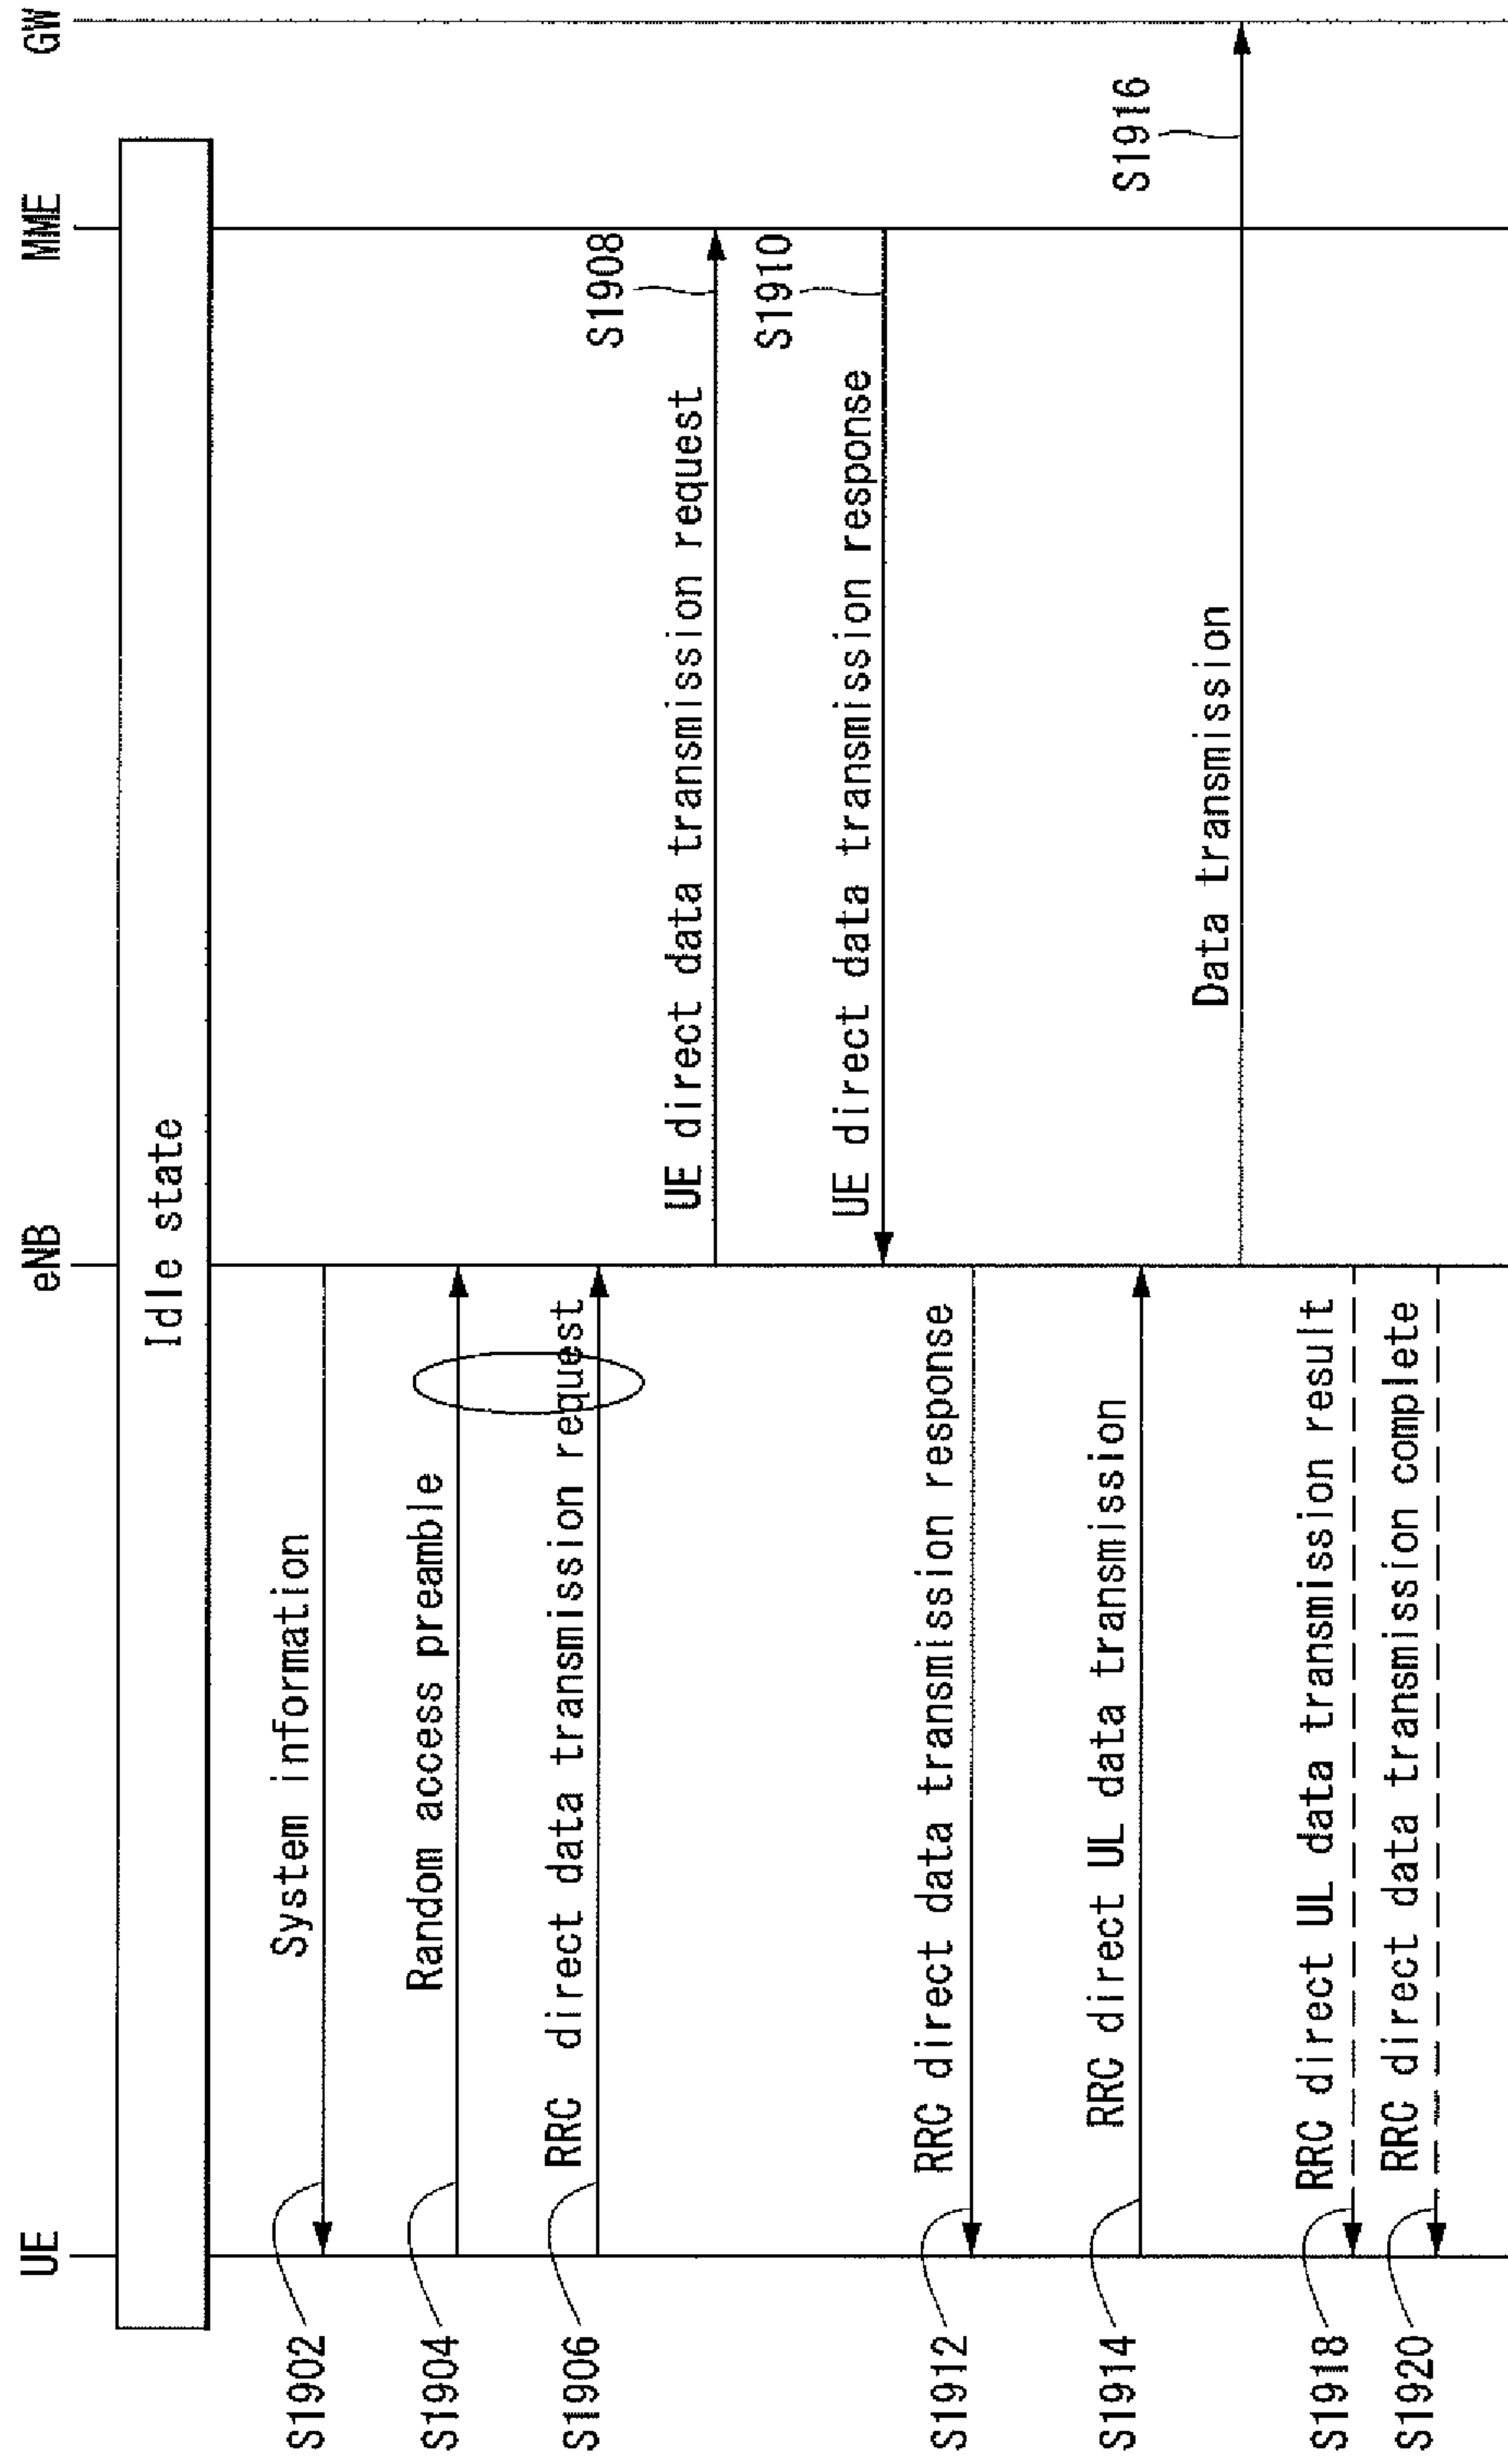 UE
eNB
MME
GW
Idle state
S1902
System information
S1904
Random access preamble
S1906
RRC direct data transmission request
UE direct data transmission request
S1908
UE direct data transmission response
S1910
S1912
RRC direct data transmission response
S1914
RRC direct UL data transmission
Data transmission
S1916
S1918
RRC direct UL data transmission result
S1920
RRC direct data transmission complete